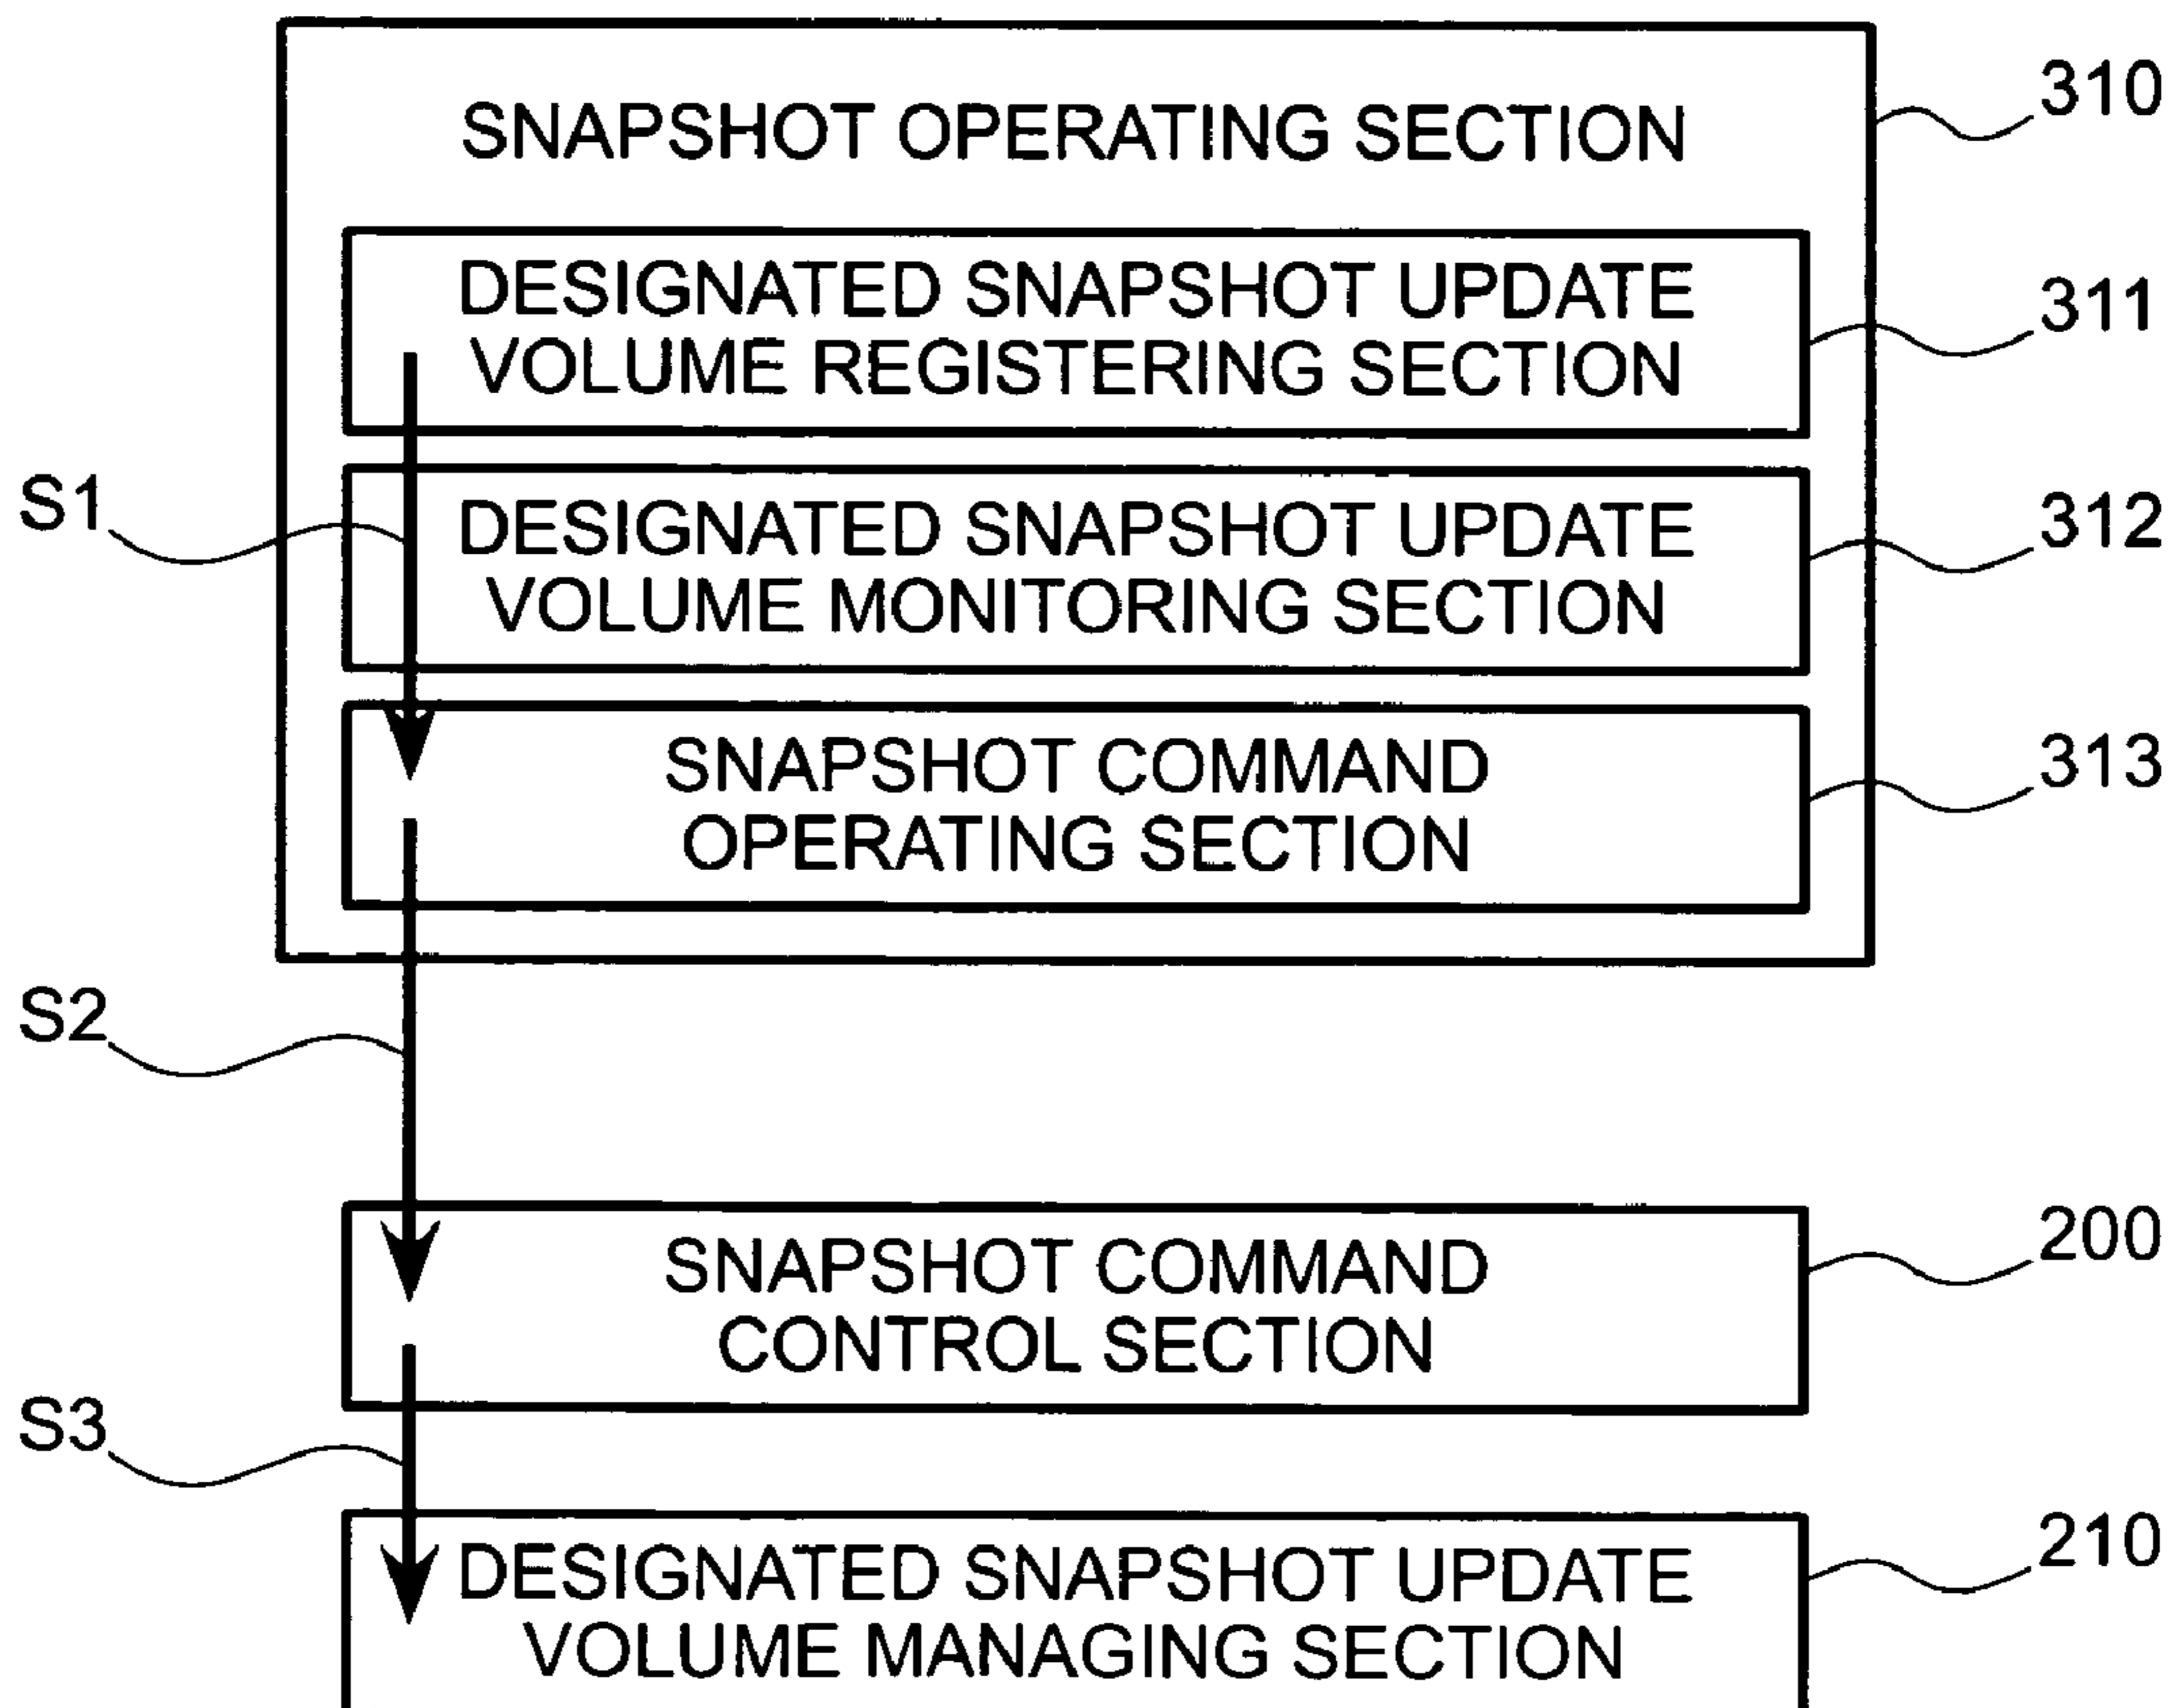 SNAPSHOT OPERATING SECTION
310
DESIGNATED SNAPSHOT UPDATE
VOLUME REGISTERING SECTION
311
S1
DESIGNATED SNAPSHOT UPDATE
VOLUME MONITORING SECTION
312
SNAPSHOT COMMAND
OPERATING SECTION
313
S2
SNAPSHOT COMMAND
CONTROL SECTION
200
S3
DESIGNATED SNAPSHOT UPDATE
VOLUME MANAGING SECTION
210